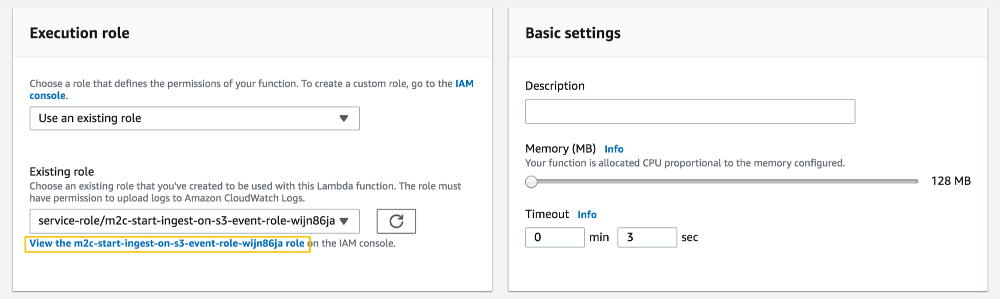 Execution role
Choose a role that defines the permissions of your function. To create a custom role, go to the IAM
console.
Use an existing role
Existing role
Choose an existing role that you've created to be used with this Lambda function. The role must
have permission to upload logs to Amazon CloudWatch Logs.
service-role/m2c-start-ingest-on-s3-event-role-wijn86ja
View the m2c-start-ingest-on-s3-event-role-wijn86ja role on the IAM console.
Basic settings
Description
Memory (MB) Info
Your function is allocated CPU proportional to the memory configured.
128 MB
Timeout Info
0 min 3 sec